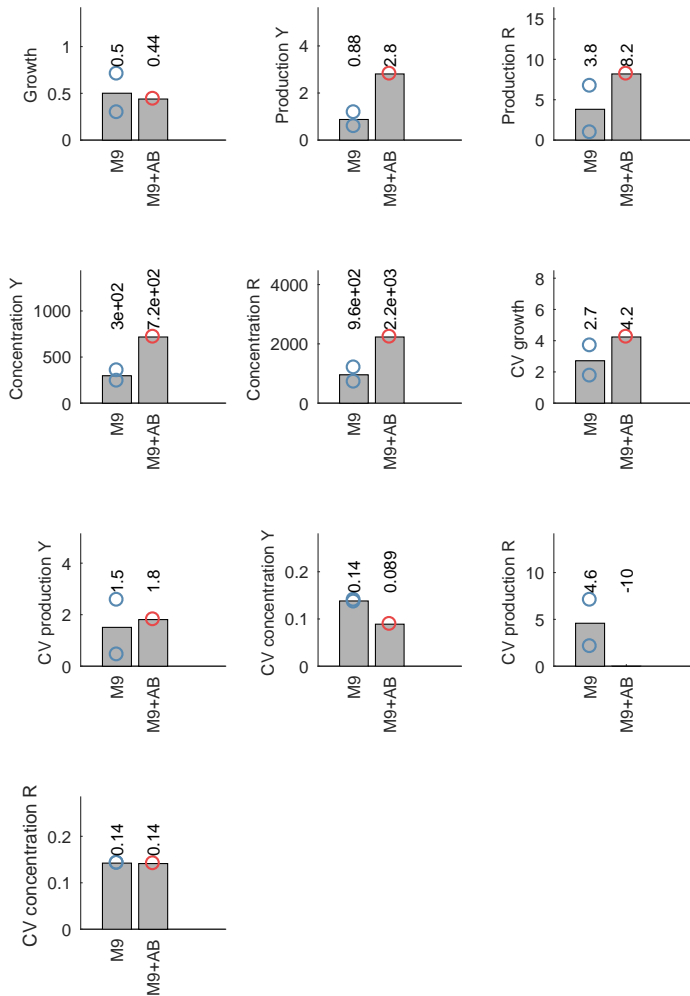 Growth
1
0.5
0
0.5
0.44
M9
M9+AB
Production Y
4
2
0
0.88
2.8
M9
M9+AB
Production R
15
10
5
0
3.8
8.2
M9
M9+AB
Concentration Y
1000
500
0
3e+02
7.2e+02
M9
M9+AB
Concentration R
4000
2000
0
9.6e+02
2.2e+03
M9
M9+AB
CV growth
8
6
4
2
0
2.7
4.2
M9
M9+AB
CV production Y
4
2
0
1.5
1.8
M9
M9+AB
CV concentration Y
0.2
0.1
0
0.14
0.089
M9
M9+AB
CV production R
10
5
0
4.6
-10
M9
M9+AB
CV concentration R
0.2
0.1
0
0.14
0.14
M9
M9+AB